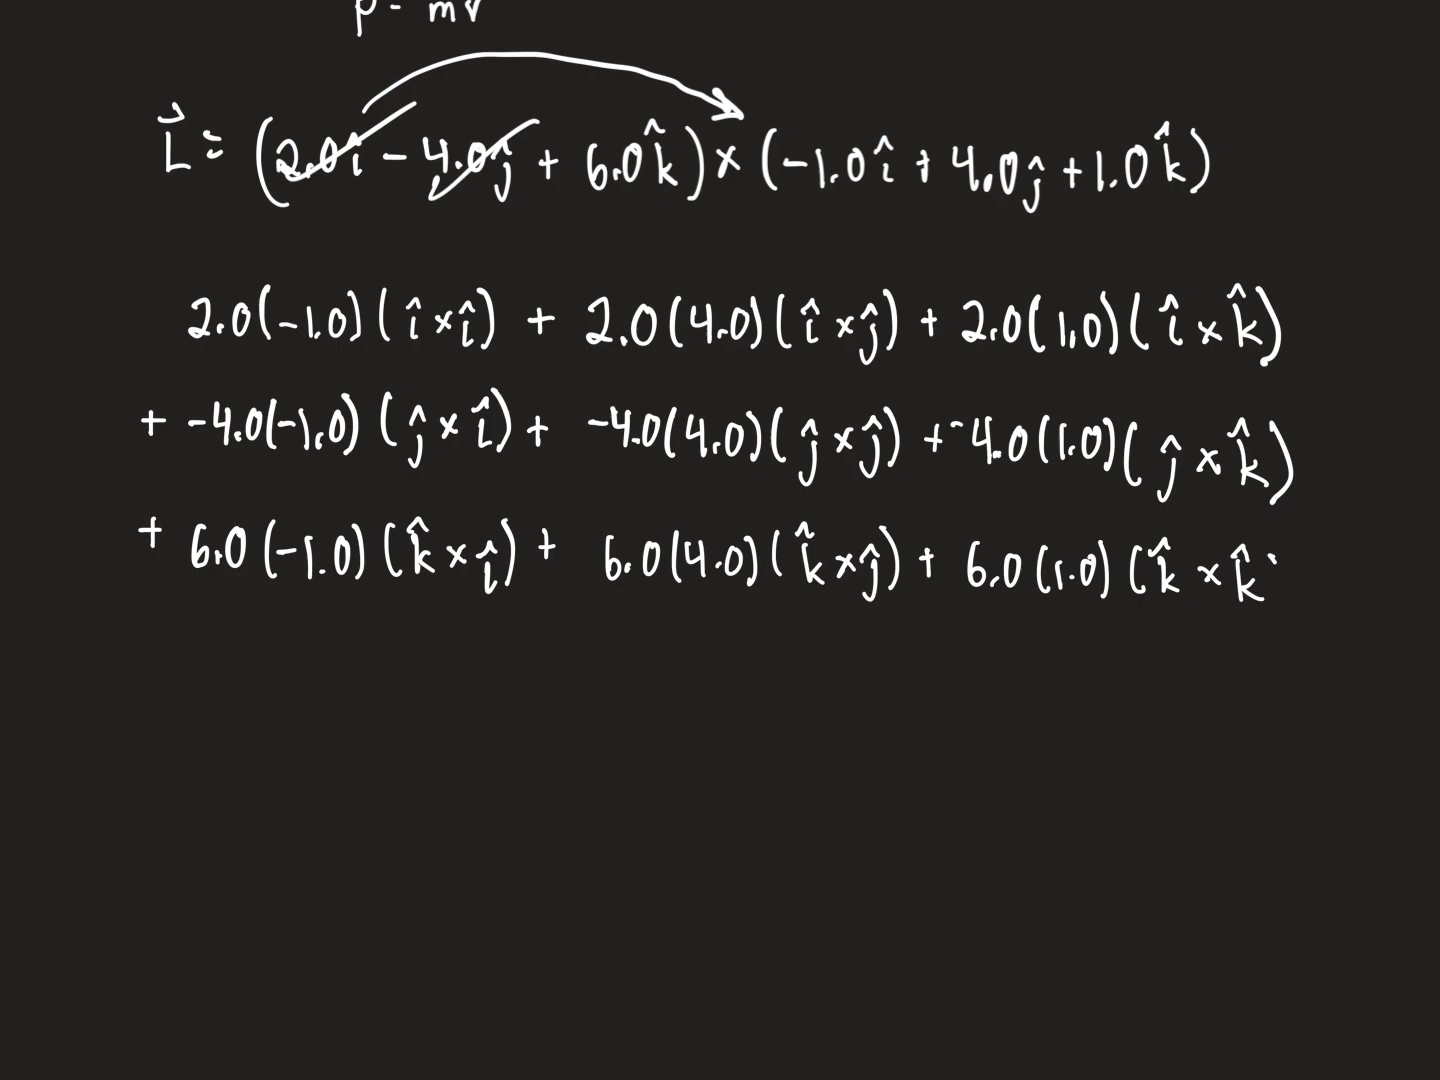 p = mv
L⃗ = (2.0î - 4.0ĵ + 6.0k̂) × (-1.0î + 4.0ĵ + 1.0k̂)
2.0(-1.0)(î × î) + 2.0(4.0)(î × ĵ) + 2.0(1.0)(î × k̂)
+ -4.0(-1.0)(ĵ × î) + -4.0(4.0)(ĵ × ĵ) + -4.0(1.0)(ĵ × k̂)
+ 6.0(-1.0)(k̂ × î) + 6.0(4.0)(k̂ × ĵ) + 6.0(1.0)(k̂ × k̂